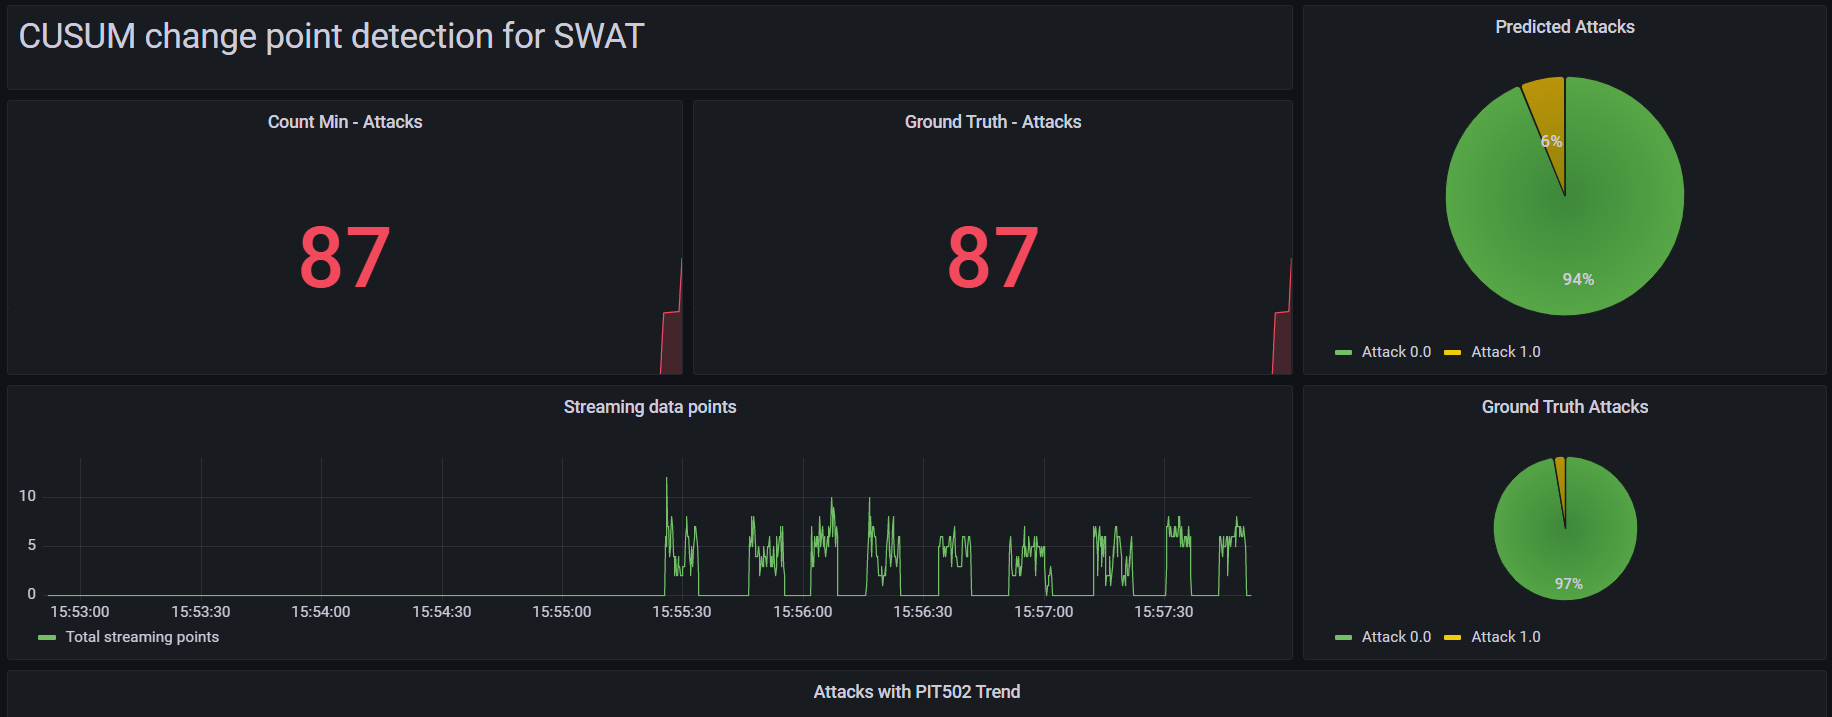 CUSUM change point detection for SWAT
Predicted Attacks
6%
94%
Attack 0.0 Attack 1.0
Count Min - Attacks
87
Ground Truth - Attacks
87
Streaming data points
10
5
0
15:53:00 15:53:30 15:54:00 15:54:30 15:55:00 15:55:30 15:56:00 15:56:30 15:57:00 15:57:30
Total streaming points
Ground Truth Attacks
97%
Attack 0.0 Attack 1.0
Attacks with PIT502 Trend